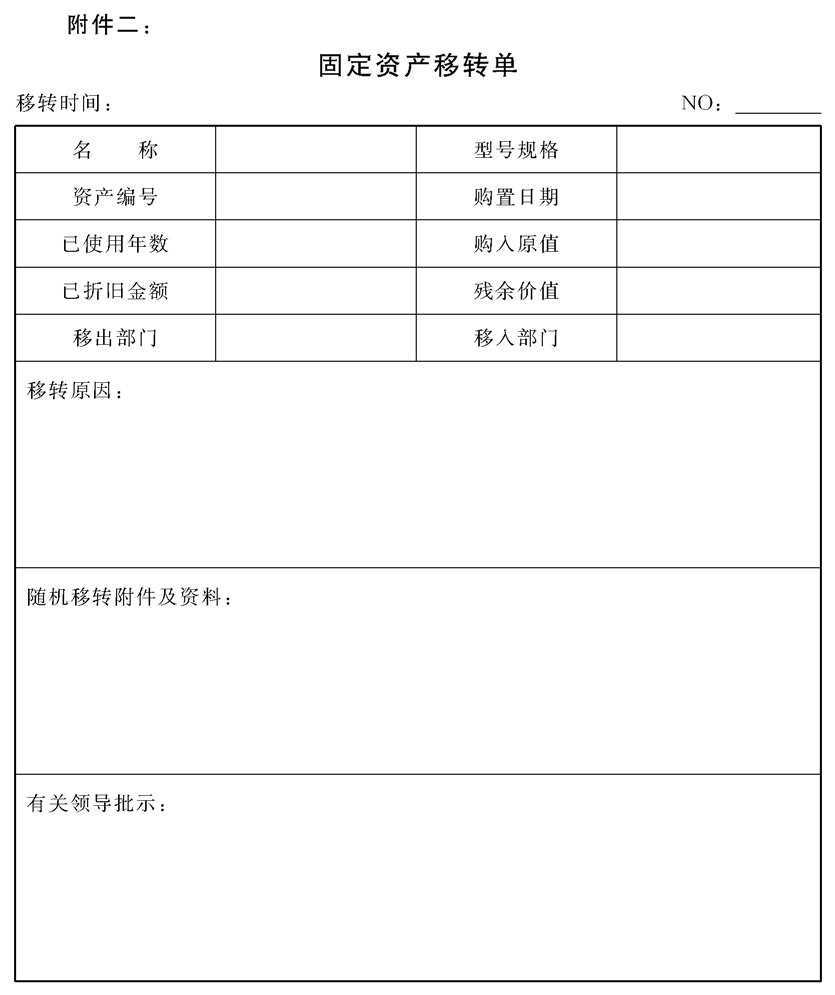 附件二：
固定资产移转单
移转时间： NO：
名 称 型号规格
资产编号 购置日期
已使用年数 购入原值
已折旧金额 残余价值
移出部门 移入部门
移转原因：
随机移转附件及资料：
有关领导批示：